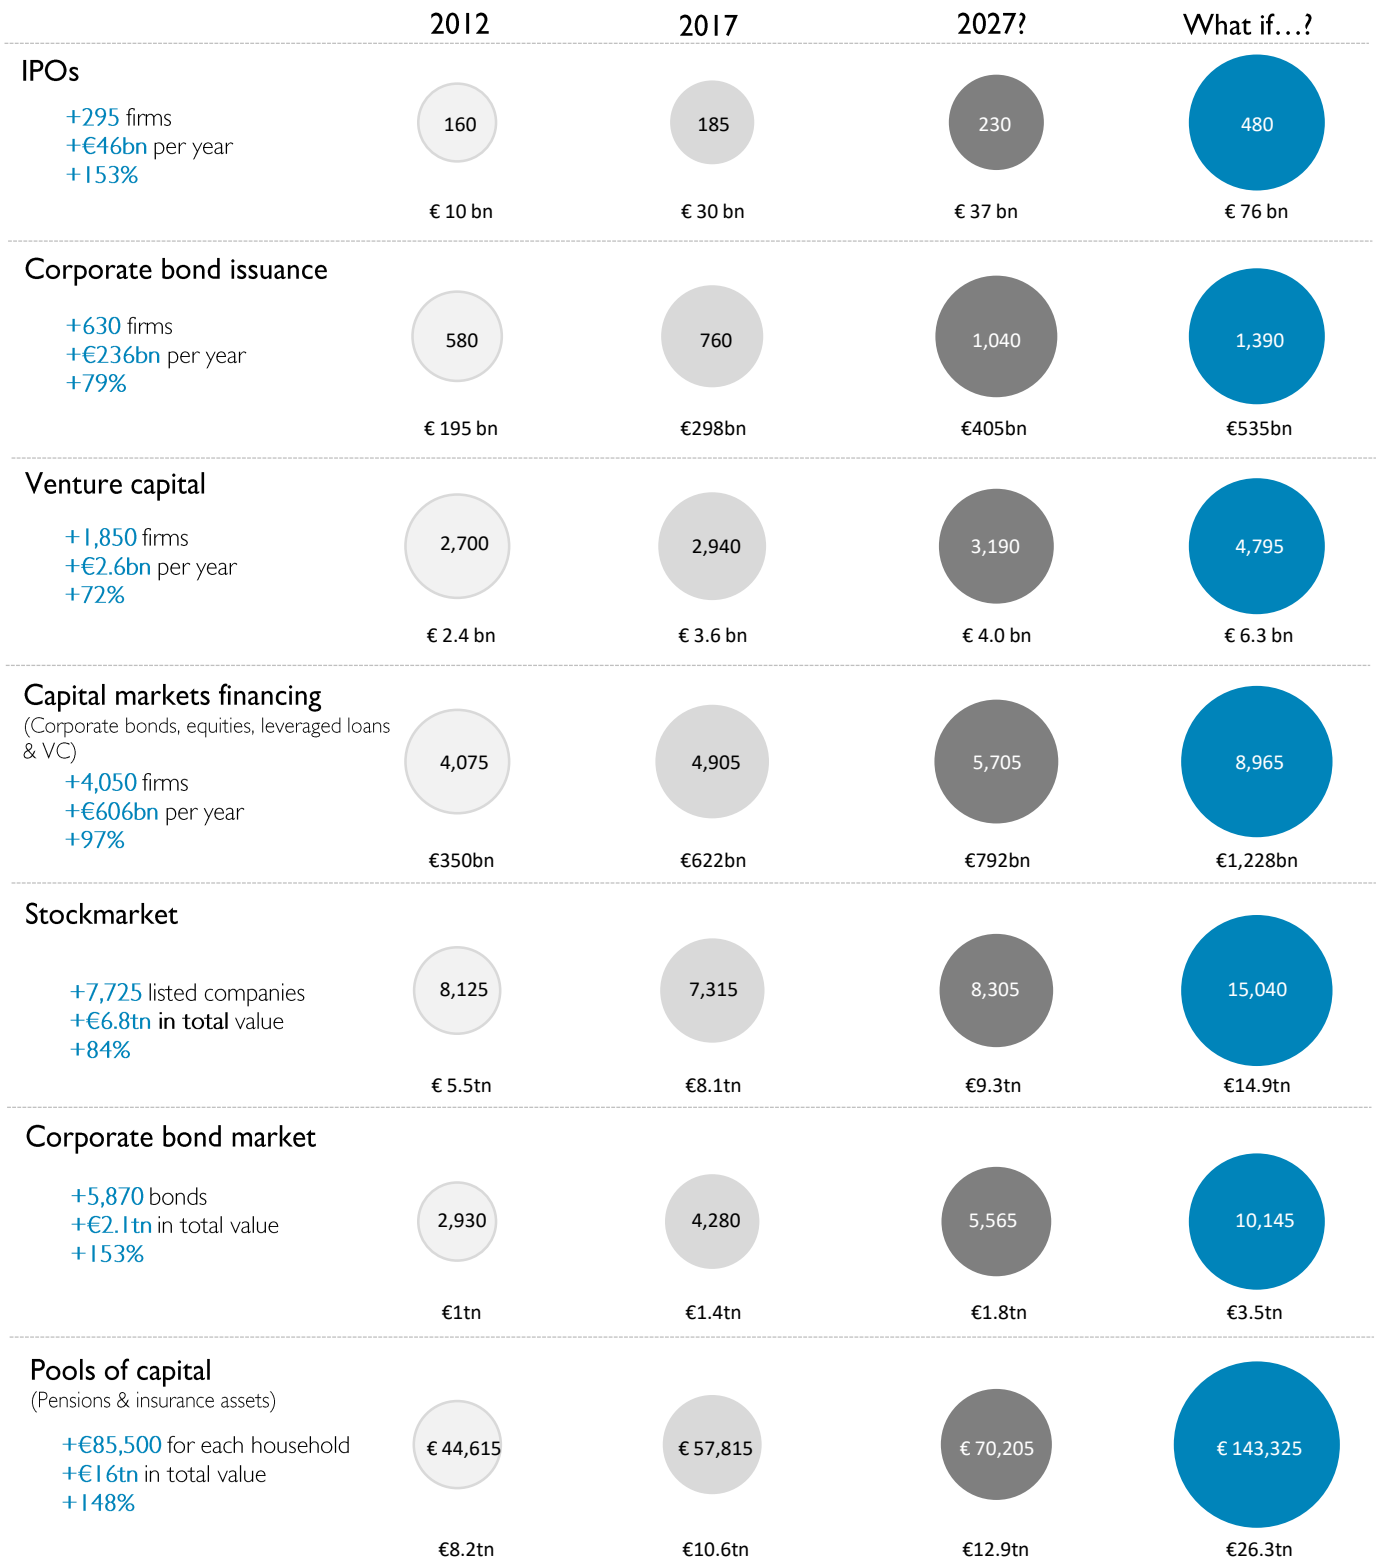 2012 2017 2027? What if…?
IPOs
+295 firms
+€46bn per year
+153%
160 185 230 480
€ 10 bn € 30 bn € 37 bn € 76 bn
Corporate bond issuance
+630 firms
+€236bn per year
+79%
580 760 1,040 1,390
€ 195 bn €298bn €405bn €535bn
Venture capital
+1,850 firms
+€2.6bn per year
+72%
2,700 2,940 3,190 4,795
€ 2.4 bn € 3.6 bn € 4.0 bn € 6.3 bn
Capital markets financing
(Corporate bonds, equities, leveraged loans
& VC)
+4,050 firms
+€606bn per year
+97%
4,075 4,905 5,705 8,965
€350bn €622bn €792bn €1,228bn
Stockmarket
+7,725 listed companies
+€6.8tn in total value
+84%
8,125 7,315 8,305 15,040
€ 5.5tn €8.1tn €9.3tn €14.9tn
Corporate bond market
+5,870 bonds
+€2.1tn in total value
+153%
2,930 4,280 5,565 10,145
€1tn €1.4tn €1.8tn €3.5tn
Pools of capital
(Pensions & insurance assets)
+€85,500 for each household
+€16tn in total value
+148%
€ 44,615 € 57,815 € 70,205 € 143,325
€8.2tn €10.6tn €12.9tn €26.3tn